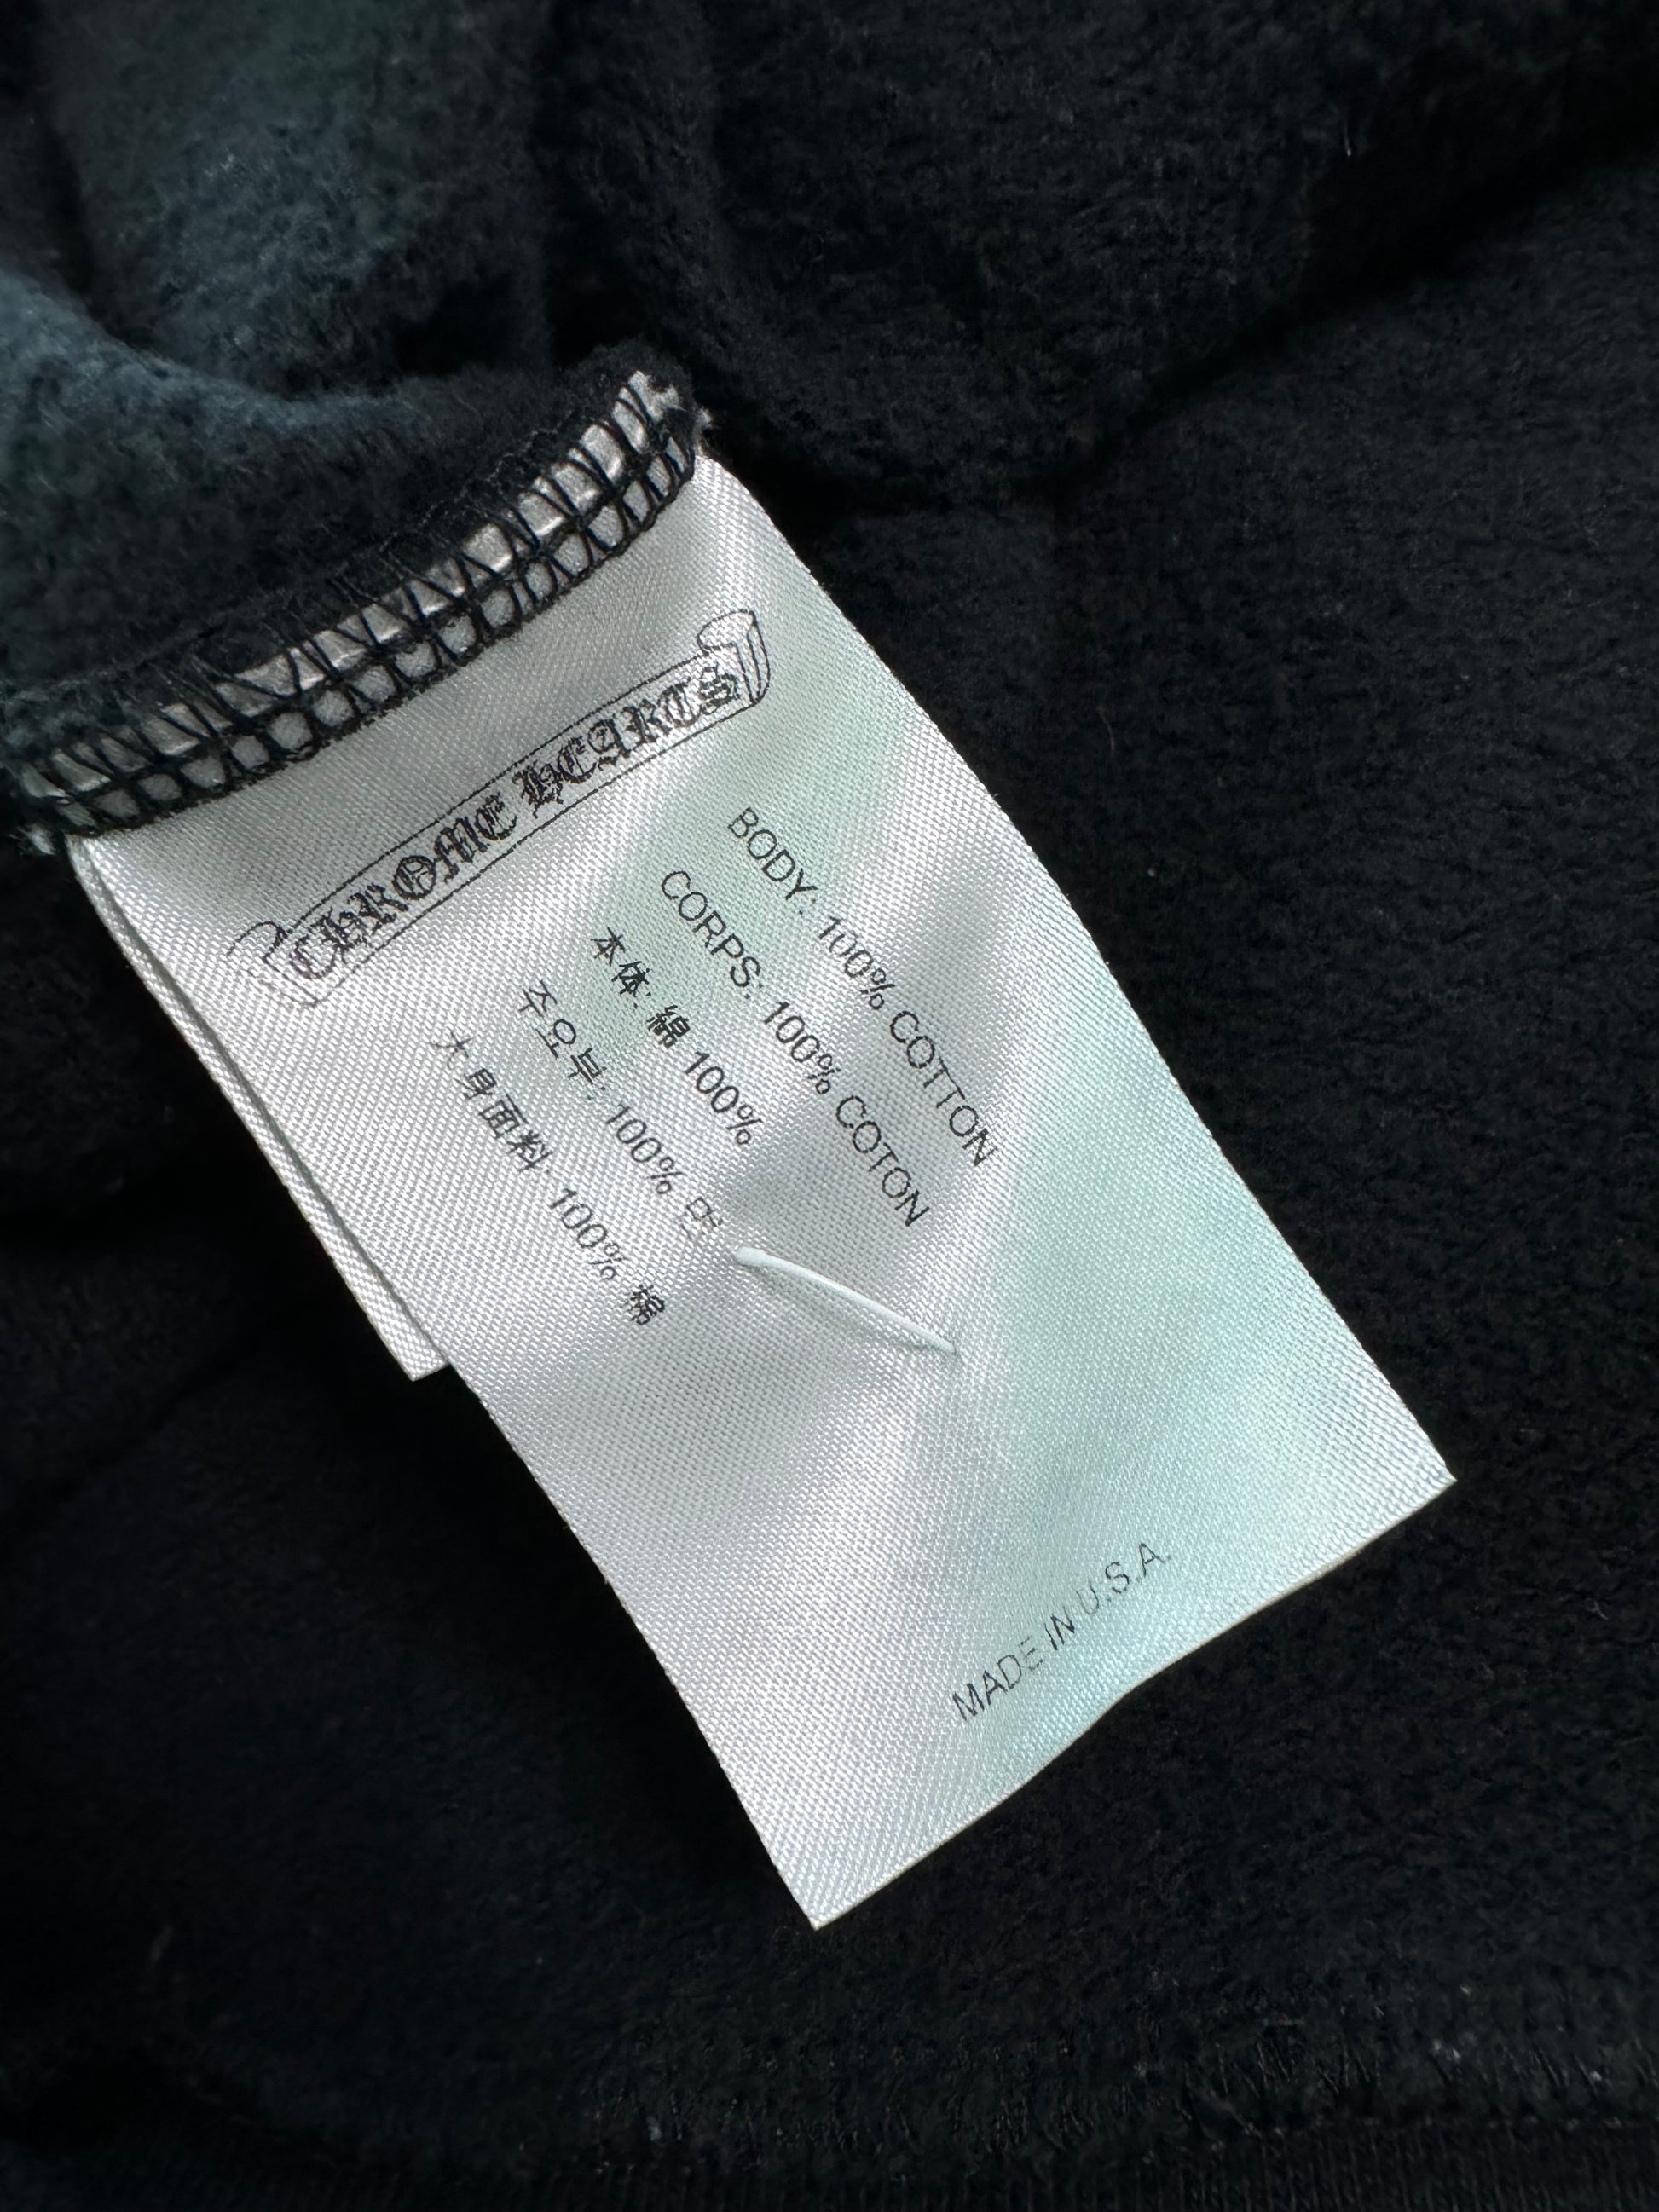 CHROME HEARTS
BODY: 100% COTTON
CORPS: 100% COTON
本体: 綿 100%
주요부: 100% 면
大身面料: 100% 棉
MADE IN U.S.A.